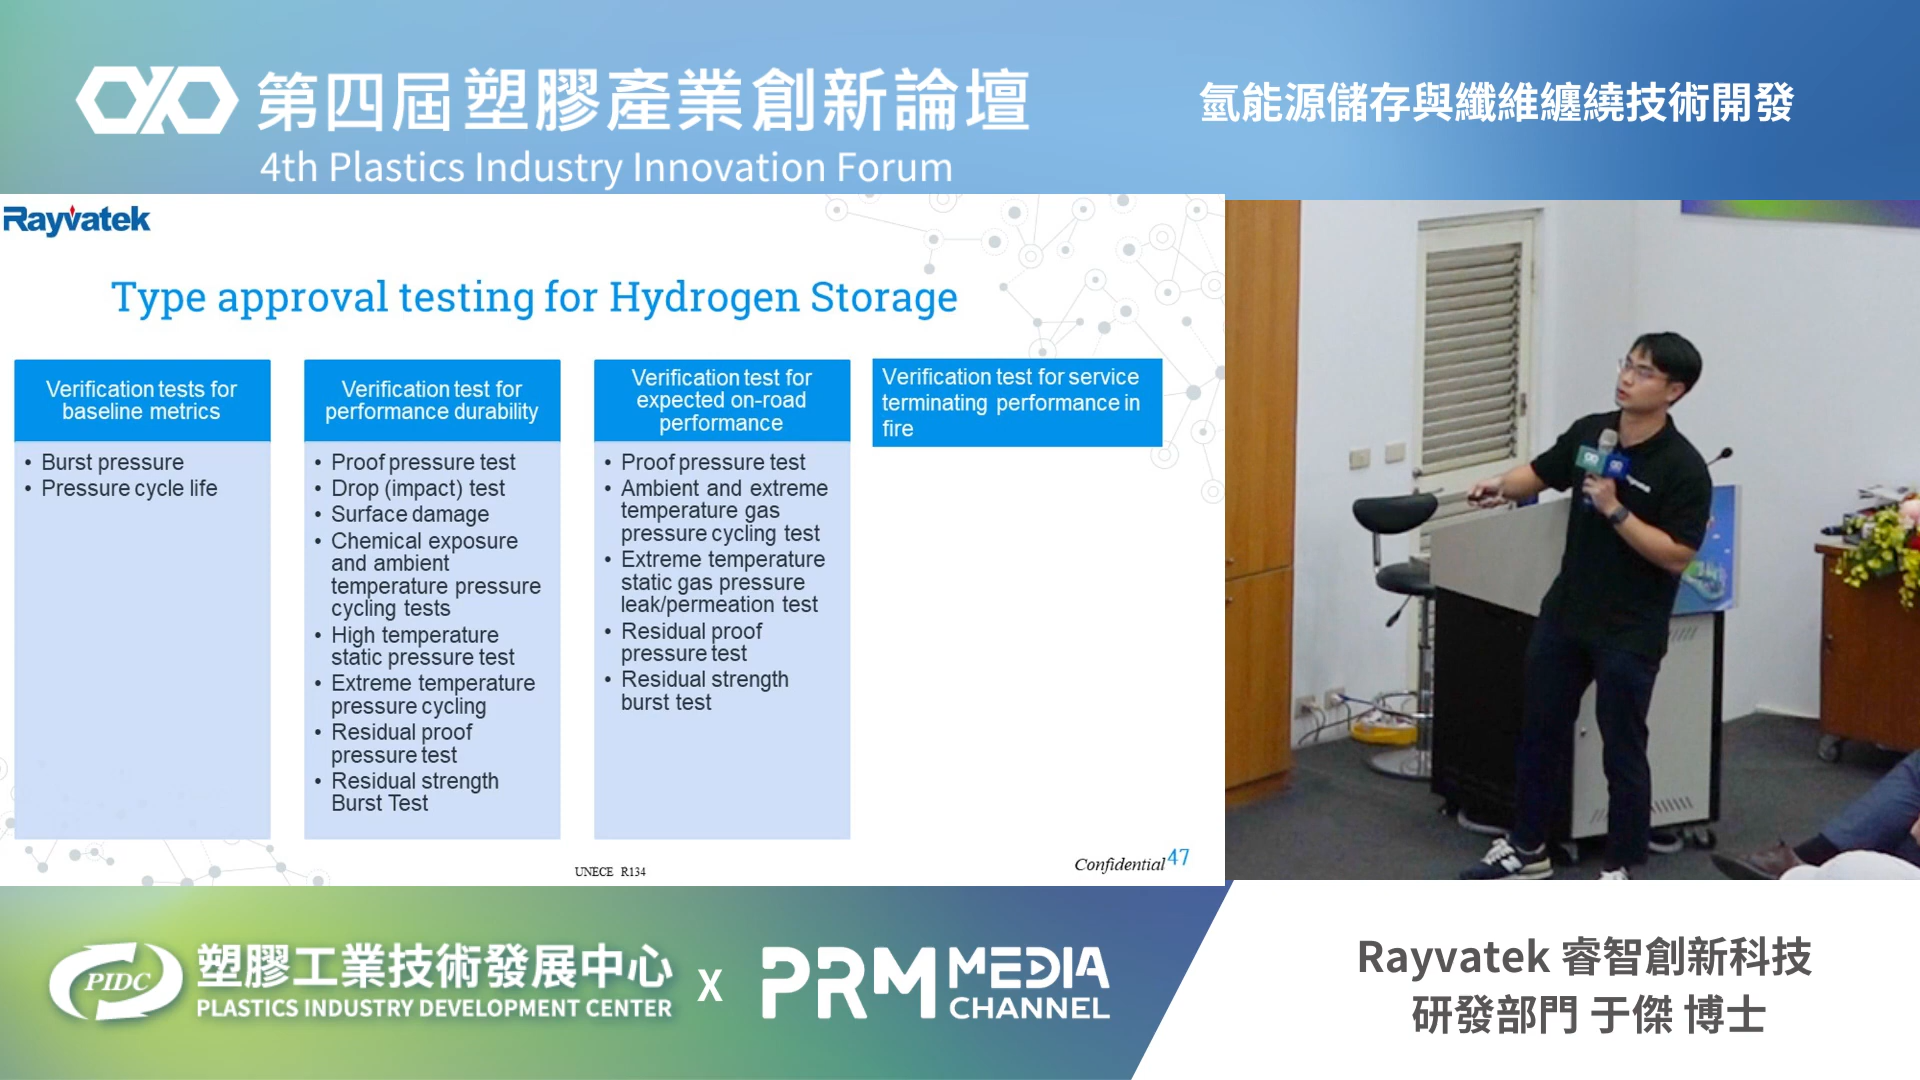 第四屆塑膠產業創新論壇
4th Plastics Industry Innovation Forum
氫能源儲存與纖維纏繞技術開發
Rayvatek
Type approval testing for Hydrogen Storage
Verification tests for
baseline metrics
• Burst pressure
• Pressure cycle life
Verification test for
performance durability
• Proof pressure test
• Drop (impact) test
• Surface damage
• Chemical exposure
and ambient
temperature pressure
cycling tests
• High temperature
static pressure test
• Extreme temperature
pressure cycling
• Residual proof
pressure test
• Residual strength
Burst Test
Verification test for
expected on-road
performance
• Proof pressure test
• Ambient and extreme
temperature gas
pressure cycling test
• Extreme temperature
static gas pressure
leak/permeation test
• Residual proof
pressure test
• Residual strength
burst test
Verification test for service
terminating performance in
fire
UNECE R134
Confidential 47
PIDC
塑膠工業技術發展中心
PLASTICS INDUSTRY DEVELOPMENT CENTER
X
PRM MEDIA
CHANNEL
Rayvatek 睿智創新科技
研發部門 于傑 博士